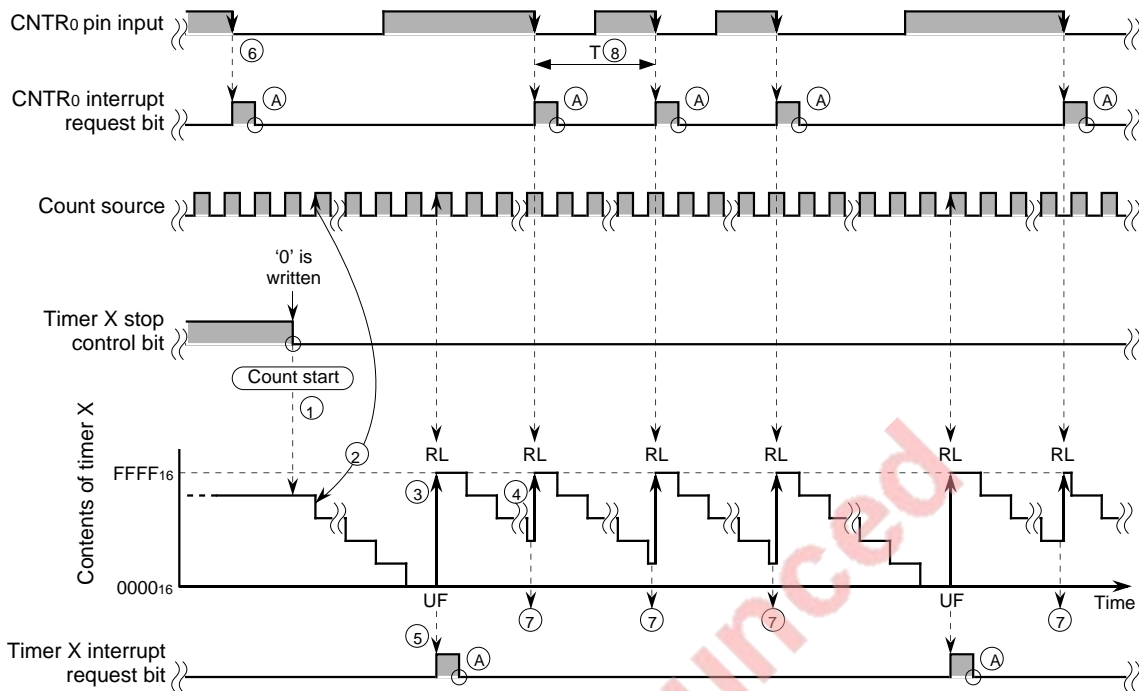 CNTR0 pin input
6
T 8
CNTR0 interrupt
request bit
A A A A A
Count source
'0' is
written
Timer X stop
control bit
Count start
1
Contents of timer X
2
RL RL RL RL RL RL
FFFF16
3 4
000016
UF UF Time
7 7 7 7
5
Timer X interrupt
request bit
A A
unced